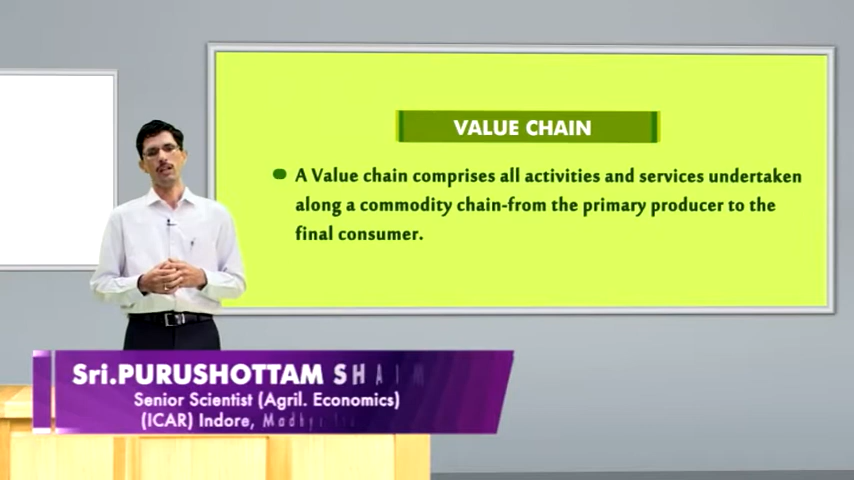 VALUE CHAIN
A Value chain comprises all activities and services undertaken
along a commodity chain-from the primary producer to the
final consumer.
Sri.PURUSHOTTAM
Senior Scientist (Agril. Economics)
(ICAR) Indore,